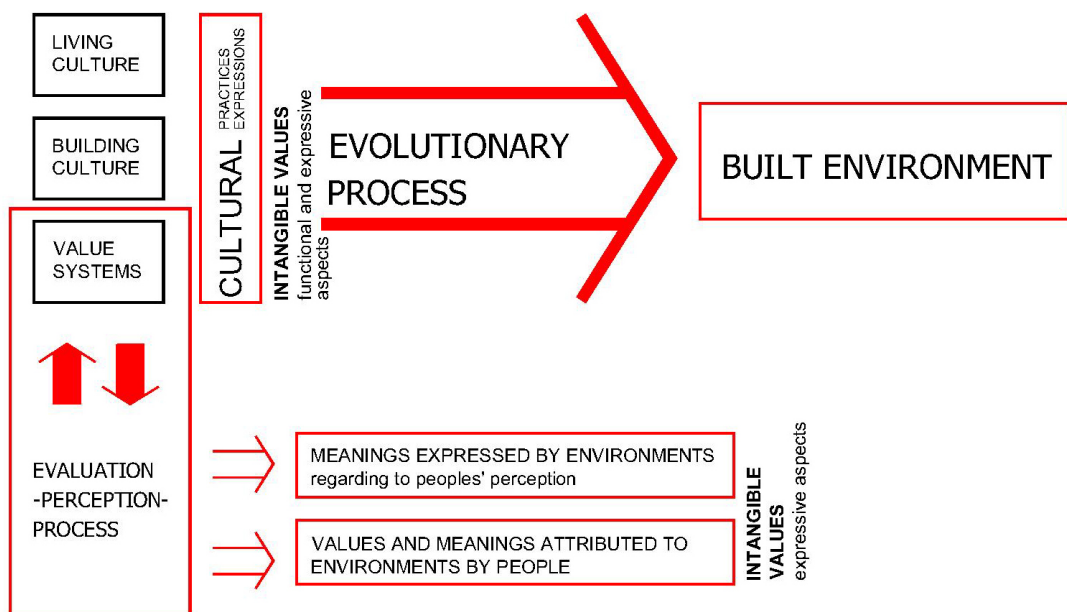 LIVING
CULTURE
BUILDING
CULTURE
VALUE
SYSTEMS
CULTURAL
PRACTICES
EXPRESSIONS
INTANGIBLE VALUES
functional and expressive
aspects
EVOLUTIONARY
PROCESS
BUILT ENVIRONMENT
EVALUATION
-PERCEPTION-
PROCESS
MEANINGS EXPRESSED BY ENVIRONMENTS
regarding to peoples' perception
VALUES AND MEANINGS ATTRIBUTED TO
ENVIRONMENTS BY PEOPLE
INTANGIBLE
VALUES
expressive aspects